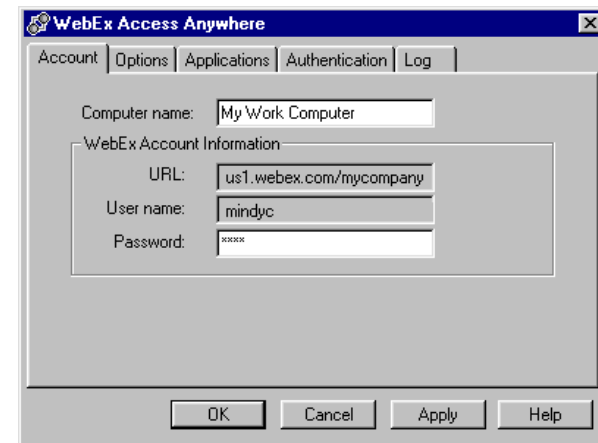 WebEx Access Anywhere
Account Options Applications Authentication Log
Computer name: My Work Computer
WebEx Account Information
URL: us1.webex.com/mycompany
User name: mindyc
Password: ****
OK Cancel Apply Help